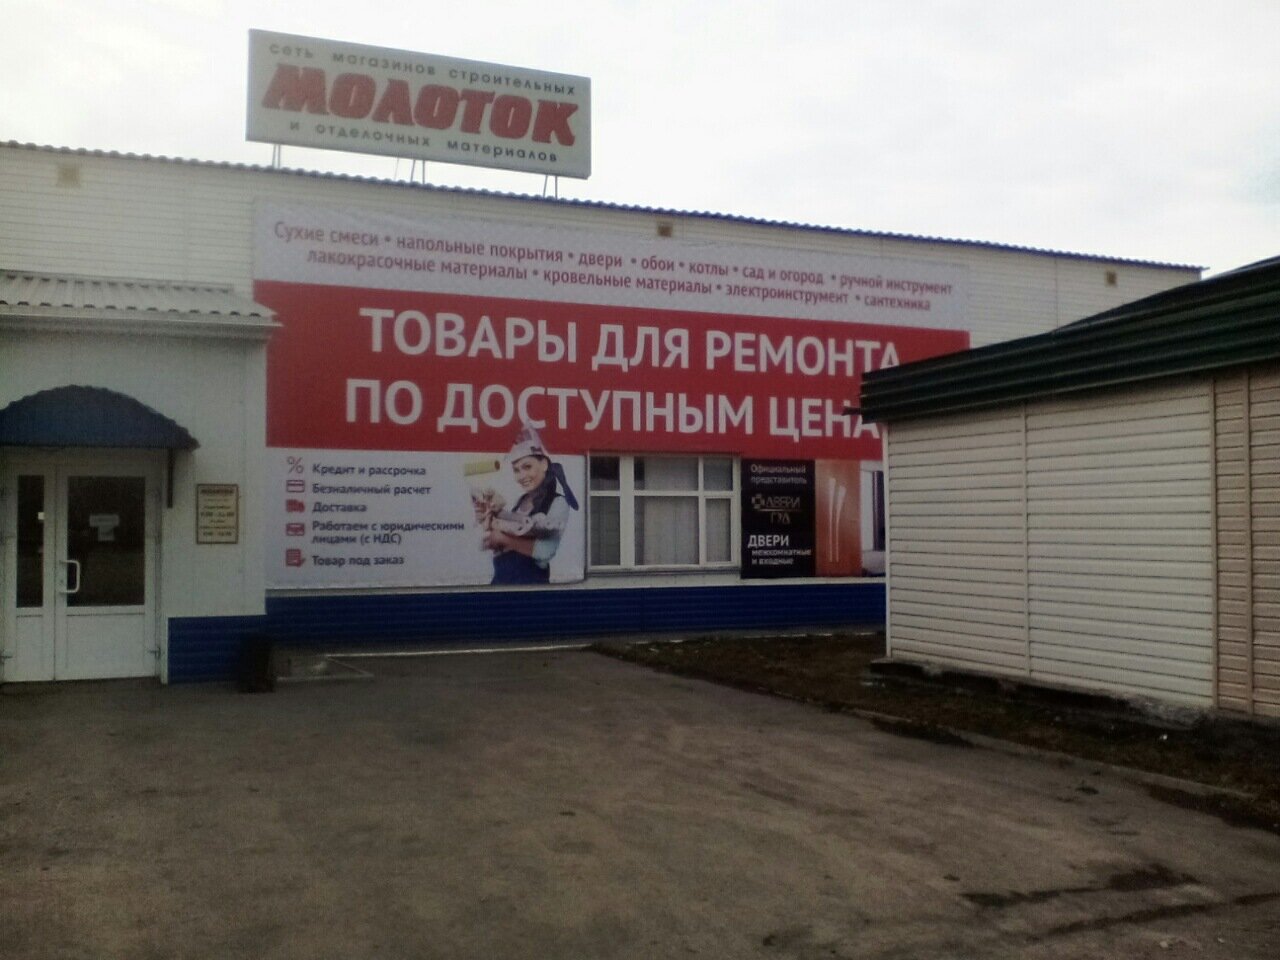 сеть магазинов строительных
МОЛОТОК
и отделочных материалов
Сухие смеси • напольные покрытия • двери • обои • котлы • сад и огород • ручной инструмент
лакокрасочные материалы • кровельные материалы • электроинструмент • сантехника
ТОВАРЫ ДЛЯ РЕМОНТА
ПО ДОСТУПНЫМ ЦЕНА
% Кредит и рассрочка
Безналичный расчет
Доставка
Работаем с юридическими
лицами (с НДС)
Товар под заказ
Официальный
представитель
ДВЕРИ
межкомнатные
и входные
МОЛОТОК